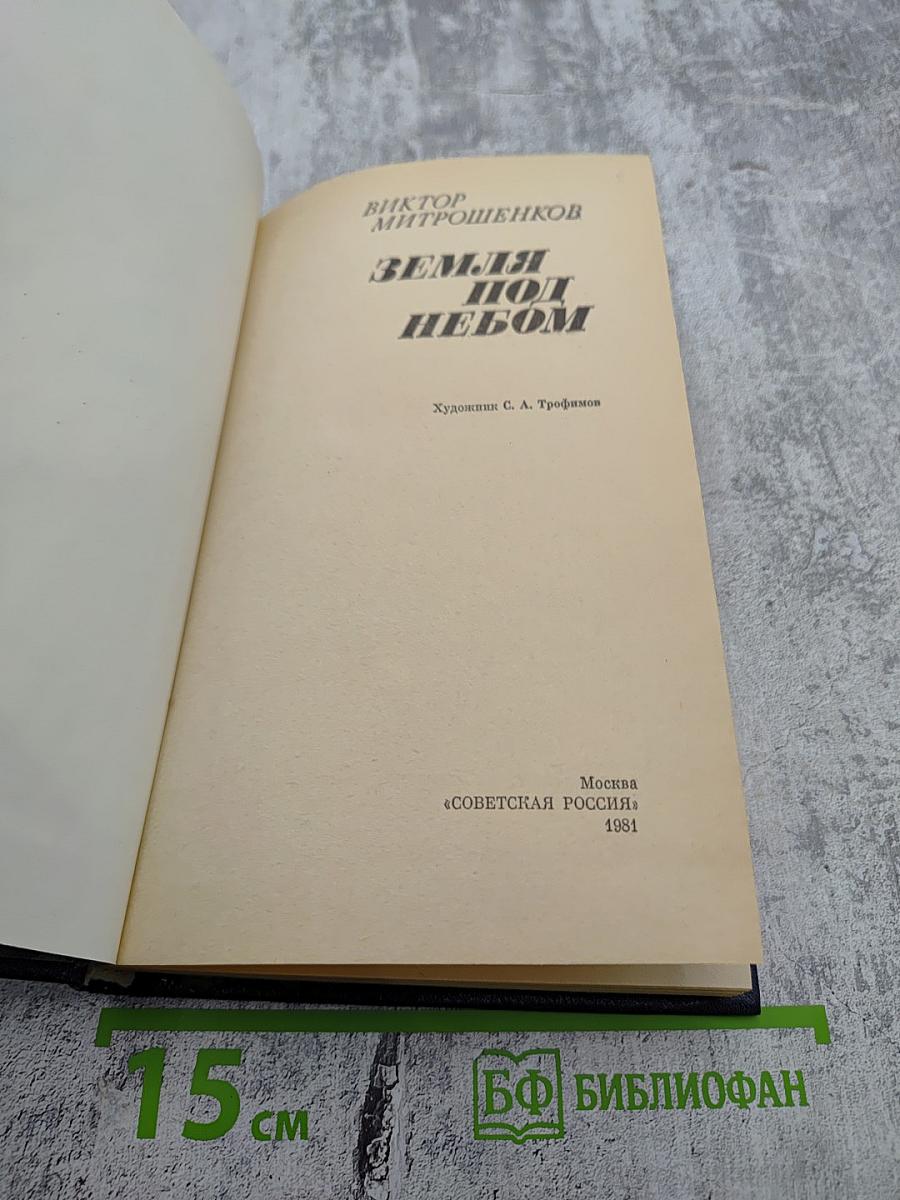 ВИКТОР
МИТРОШЕНКОВ
ЗЕМЛЯ
ПОД
НЕБОМ
Художник С. А. Трофимов
Москва
«СОВЕТСКАЯ РОССИЯ»
1981
15 см
БФ БИБЛИОФАН